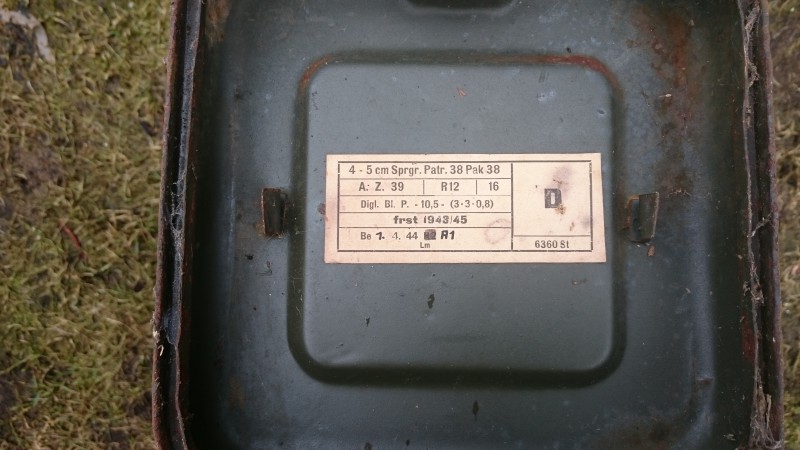 4 - 5 cm Sprgr. Patr. 38 Pak 38
A. Z. 39 R12 16
Digl. Bl. P. - 10,5 - (3·3·0,8)
frst 1943/45
Be 1. 4. 44 R1
Lm
D
6360 St